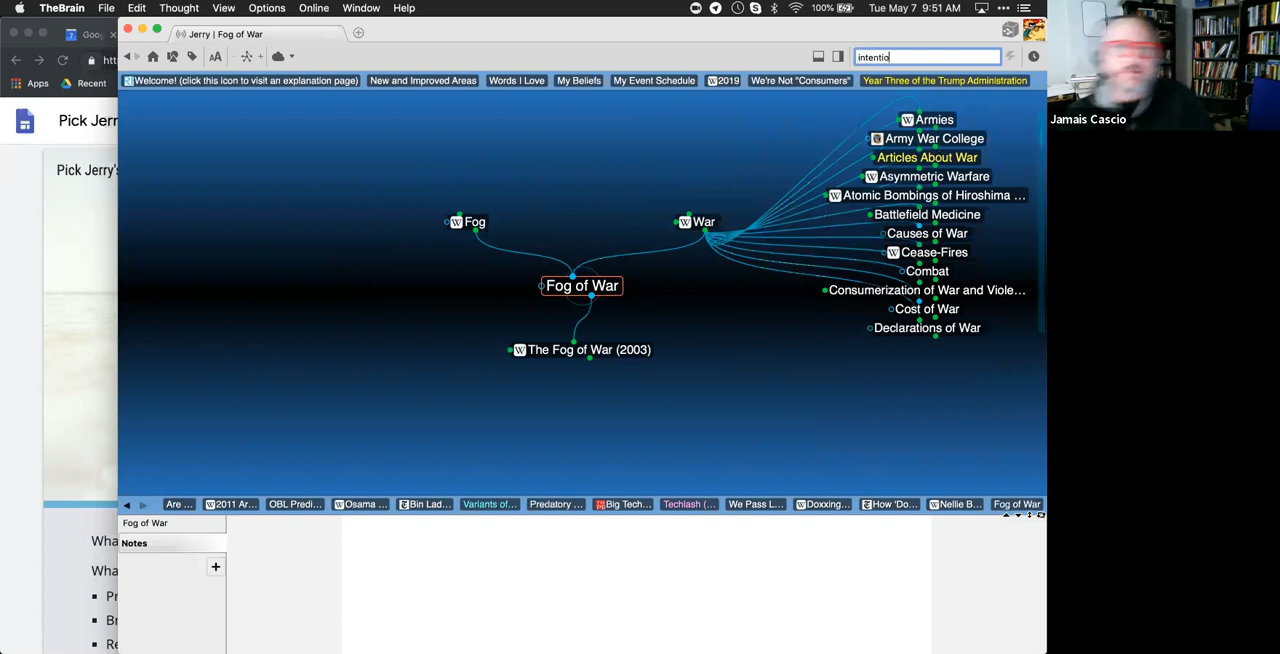 TheBrain File Edit Thought View Options Online Window Help 100% Tue May 7 9:51 AM
Jerry | Fog of War
Goog
htt
intentio
Apps Recent
Welcome! (click this icon to visit an explanation page) New and Improved Areas Words I Love My Beliefs My Event Schedule 2019 We're Not "Consumers" Year Three of the Trump Administration
Pick Jerry
Pick Jerry's
Armies
Army War College
Articles About War
Asymmetric Warfare
Atomic Bombings of Hiroshima ...
Battlefield Medicine
Causes of War
Cease-Fires
Combat
Consumerization of War and Viole...
Cost of War
Declarations of War
Fog
War
Fog of War
The Fog of War (2003)
Jamais Cascio
Are ... 2011 Ar... OBL Predi... Osama ... Bin Lad... Variants of... Predatory ... Big Tech... Techlash (... We Pass L... Doxxing... How 'Do... Nellie B... Fog of War
Fog of War
Notes
+
Wha
Wha
Pr
Br
Re